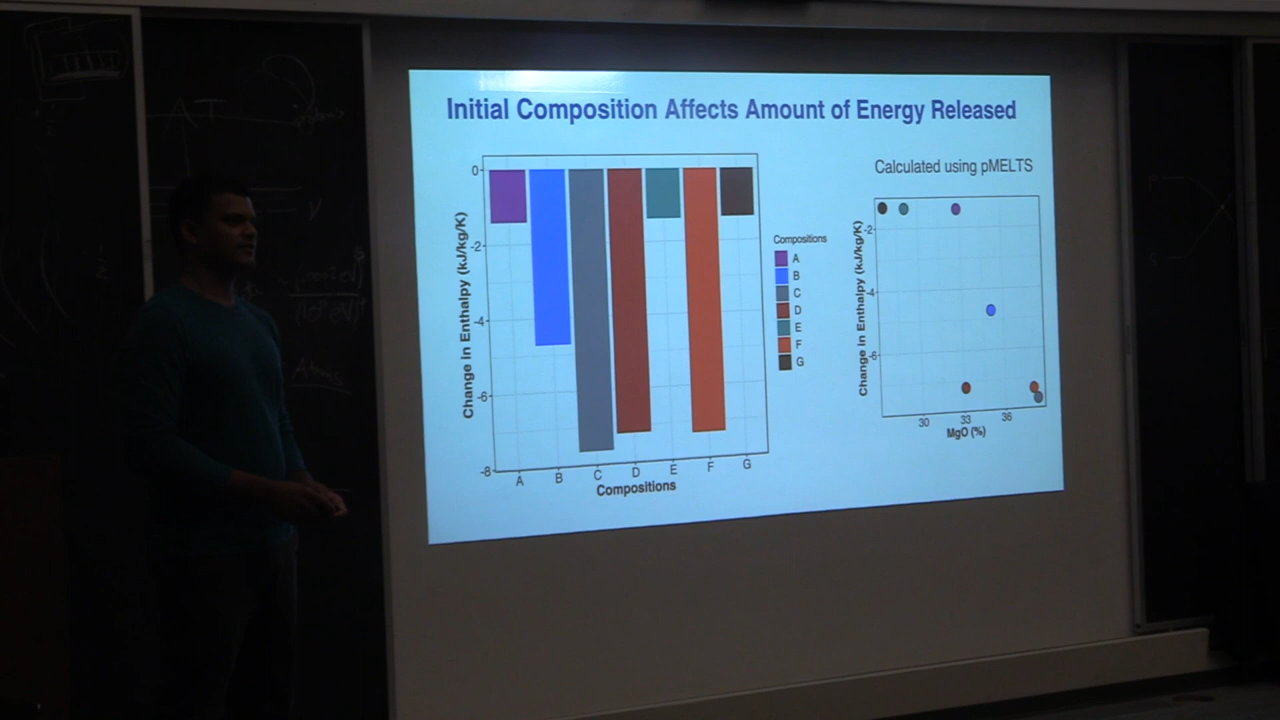 Initial Composition Affects Amount of Energy Released
Change in Enthalpy (kJ/kg/K)
0
-2
-4
-6
-8
A B C D E F G
Compositions
Compositions
A
B
C
D
E
F
G
Calculated using pMELTS
Change in Enthalpy (kJ/kg/K)
-2
-4
-6
30 33 36
MgO (%)